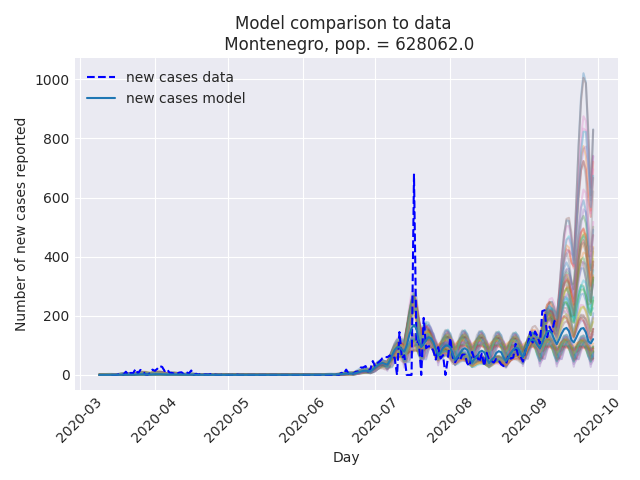 Model comparison to data
Montenegro, pop. = 628062.0
new cases data
new cases model
Number of new cases reported
1000
800
600
400
200
0
2020-03
2020-04
2020-05
2020-06
2020-07
2020-08
2020-09
2020-10
Day